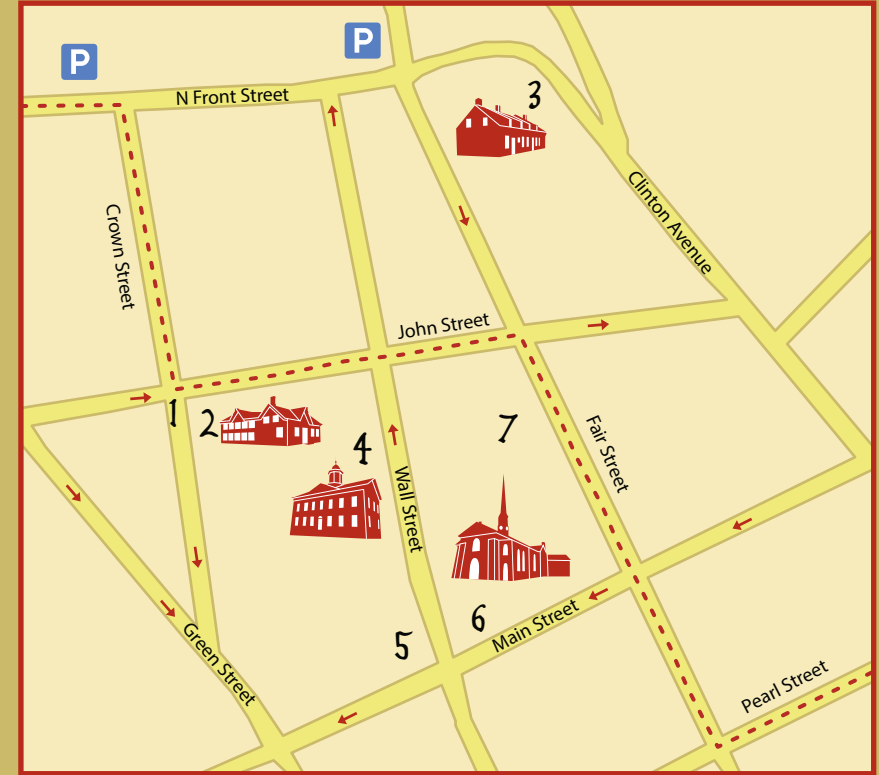 P
P
N Front Street
3
Crown Street
Clinton Avenue
John Street
1
2
4
7
Fair Street
Wall Street
5
6
Main Street
Green Street
Pearl Street